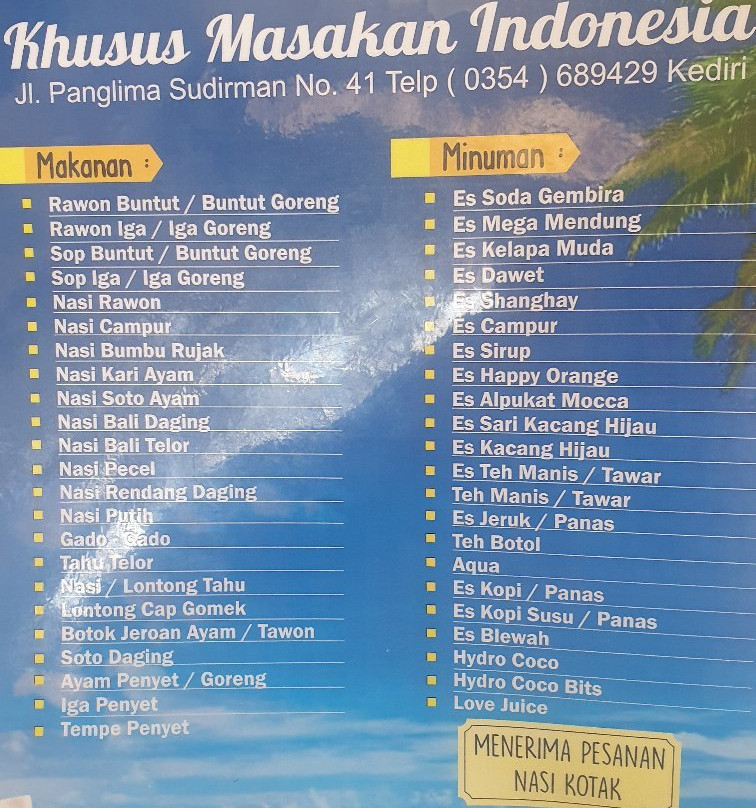 Khusus Masakan Indonesia
Jl. Panglima Sudirman No. 41 Telp ( 0354 ) 689429 Kediri
Makanan :
Rawon Buntut / Buntut Goreng
Rawon Iga / Iga Goreng
Sop Buntut / Buntut Goreng
Sop Iga / Iga Goreng
Nasi Rawon
Nasi Campur
Nasi Bumbu Rujak
Nasi Kari Ayam
Nasi Soto Ayam
Nasi Bali Daging
Nasi Bali Telor
Nasi Pecel
Nasi Rendang Daging
Nasi Putih
Gado - Gado
Tahu Telor
Nasi / Lontong Tahu
Lontong Cap Gomek
Botok Jeroan Ayam / Tawon
Soto Daging
Ayam Penyet / Goreng
Iga Penyet
Tempe Penyet
Minuman :
Es Soda Gembira
Es Mega Mendung
Es Kelapa Muda
Es Dawet
Es Shanghay
Es Campur
Es Sirup
Es Happy Orange
Es Alpukat Mocca
Es Sari Kacang Hijau
Es Kacang Hijau
Es Teh Manis / Tawar
Teh Manis / Tawar
Es Jeruk / Panas
Teh Botol
Aqua
Es Kopi / Panas
Es Kopi Susu / Panas
Es Blewah
Hydro Coco
Hydro Coco Bits
Love Juice
MENERIMA PESANAN
NASI KOTAK